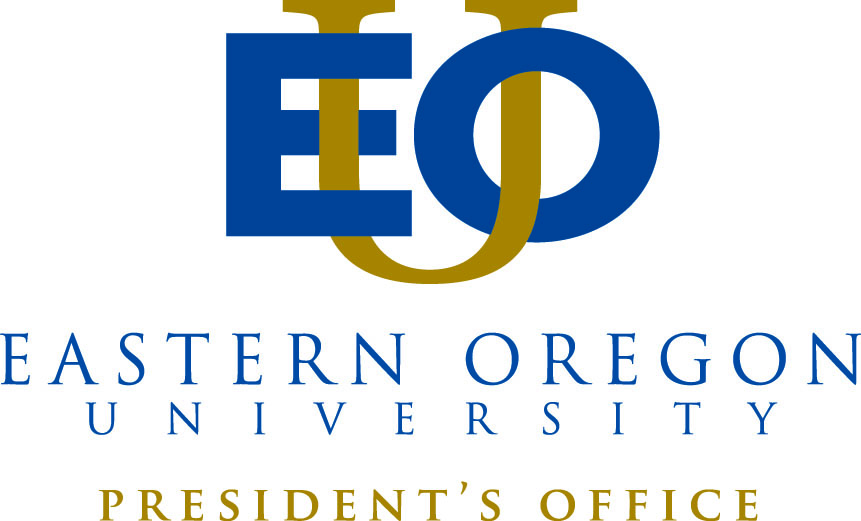 EOU
EASTERN OREGON
UNIVERSITY
PRESIDENT'S OFFICE